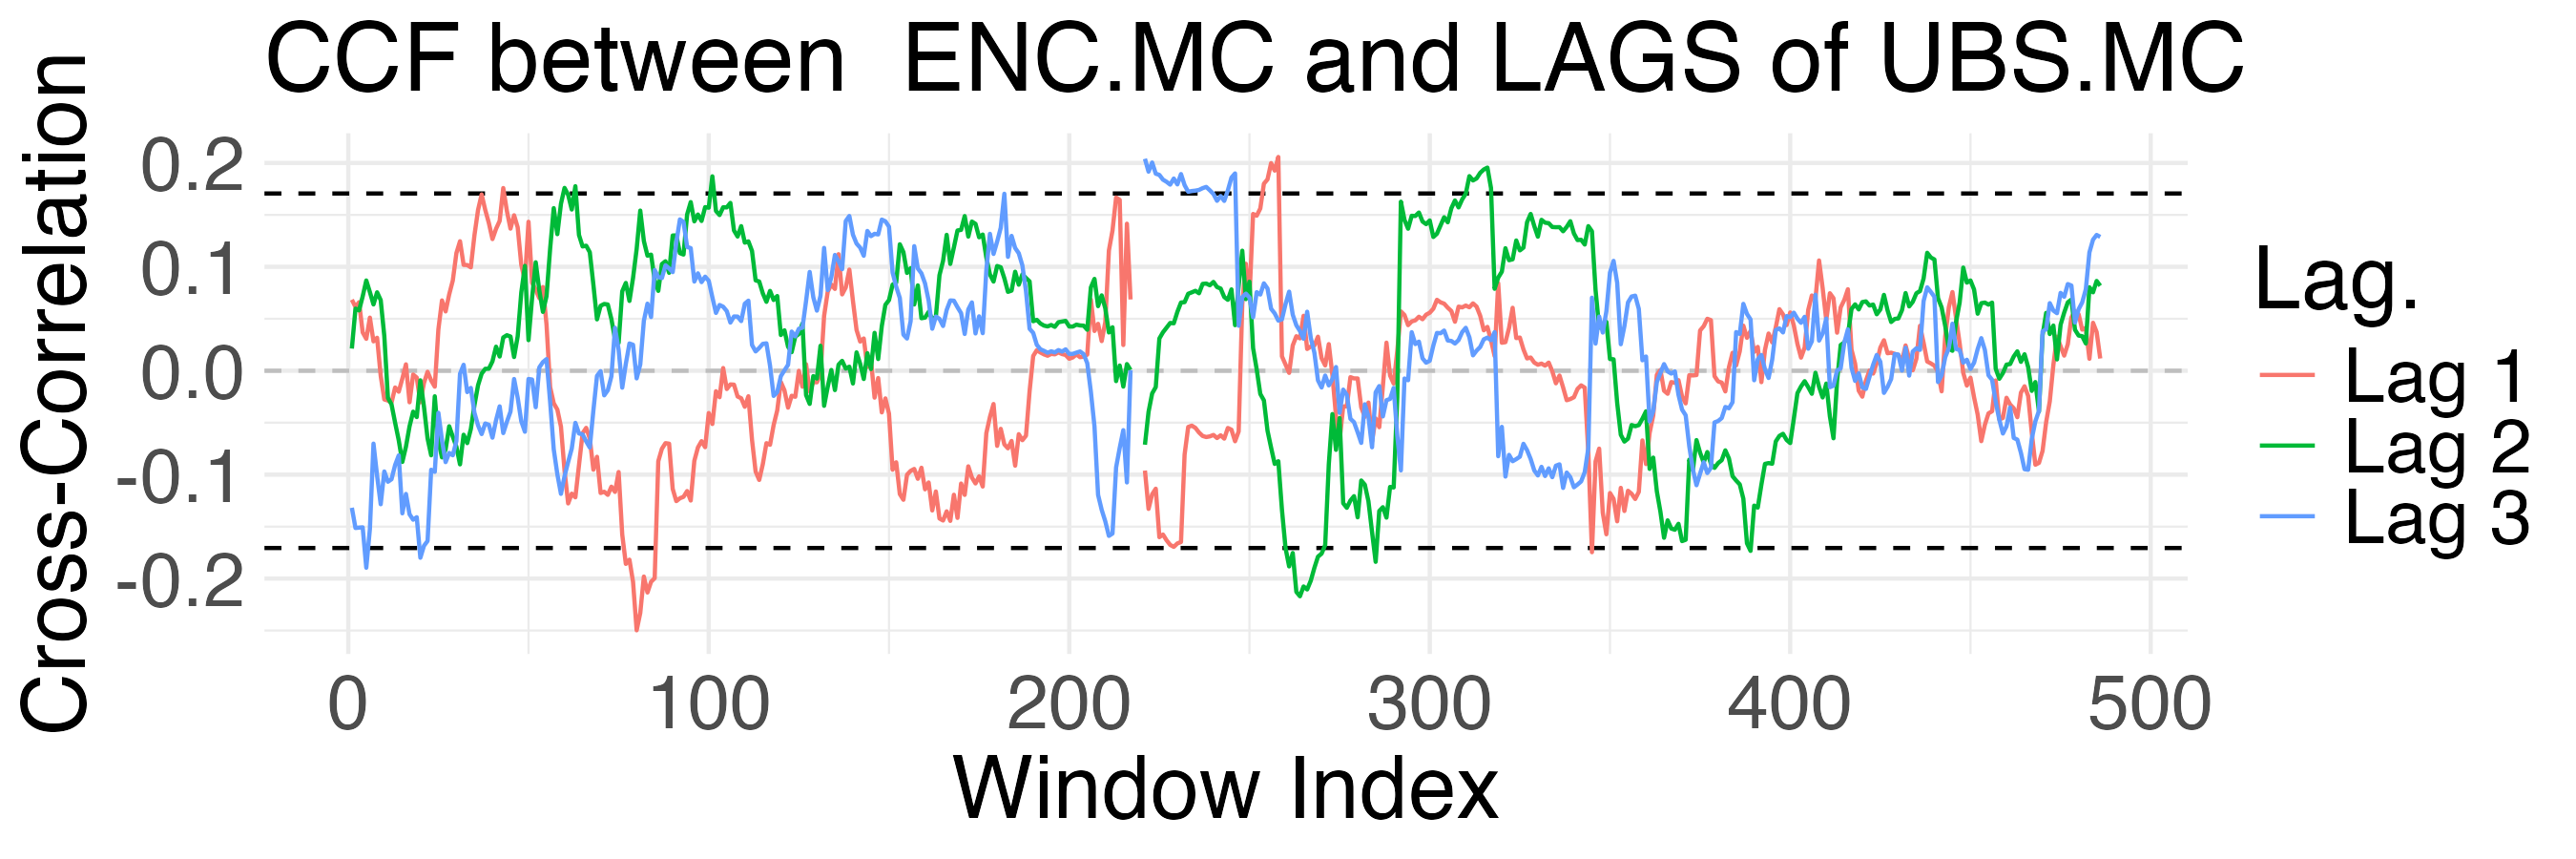 CCF between  ENC.MC and LAGS of UBS.MC
Cross-Correlation
0.2
0.1
0.0
-0.1
-0.2
0 100 200 300 400 500
Window Index
Lag.
Lag 1
Lag 2
Lag 3